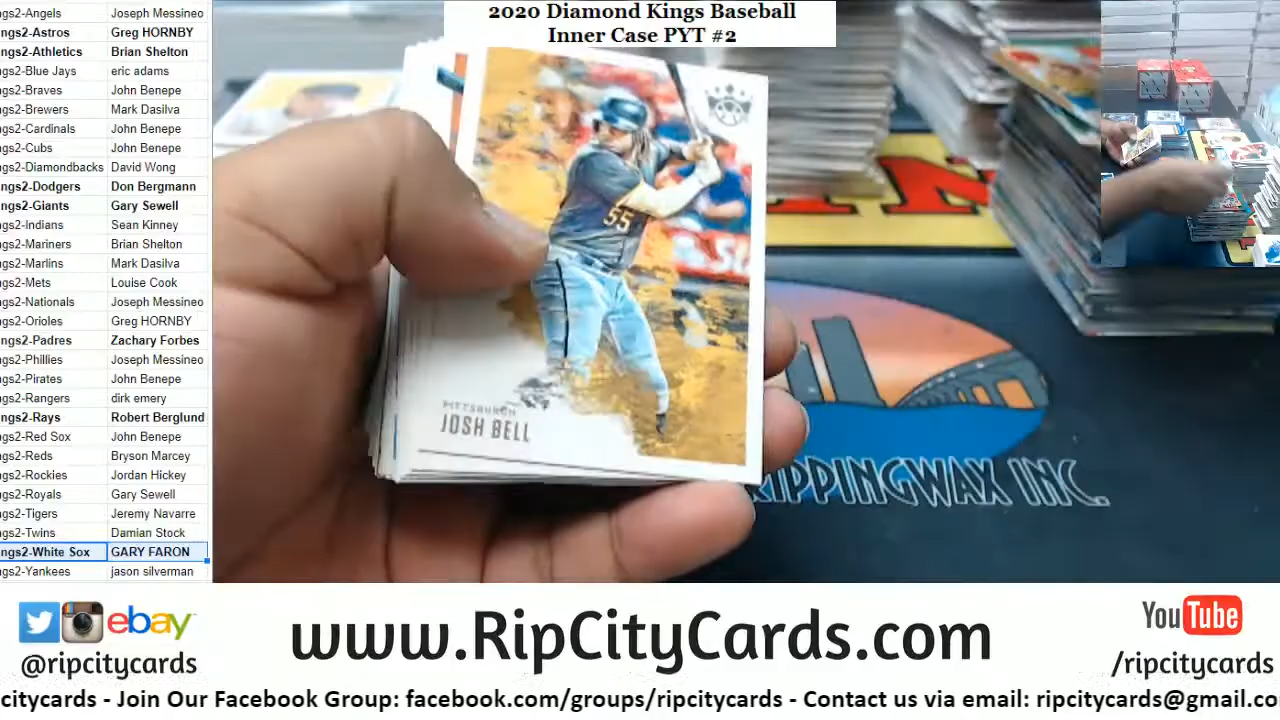 2020 Diamond Kings Baseball
Inner Case PYT #2
ngs2-Angels Joseph Messineo
ngs2-Astros Greg HORNBY
ngs2-Athletics Brian Shelton
ngs2-Blue Jays eric adams
ngs2-Braves John Benepe
ngs2-Brewers Mark Dasilva
ngs2-Cardinals John Benepe
ngs2-Cubs John Benepe
ngs2-Diamondbacks David Wong
ngs2-Dodgers Don Bergmann
ngs2-Giants Gary Sewell
ngs2-Indians Sean Kinney
ngs2-Mariners Brian Shelton
ngs2-Marlins Mark Dasilva
ngs2-Mets Louise Cook
ngs2-Nationals Joseph Messineo
ngs2-Orioles Greg HORNBY
ngs2-Padres Zachary Forbes
ngs2-Phillies Joseph Messineo
ngs2-Pirates John Benepe
ngs2-Rangers dirk emery
ngs2-Rays Robert Berglund
ngs2-Red Sox John Benepe
ngs2-Reds Bryson Marcey
ngs2-Rockies Jordan Hickey
ngs2-Royals Gary Sewell
ngs2-Tigers Jeremy Navarre
ngs2-Twins Damian Stock
ngs2-White Sox GARY FARON
ngs2-Yankees jason silverman
55
PITTSBURGH
JOSH BELL
RIPPINGWAX INC.
ebay
@ripcitycards
www.RipCityCards.com
YouTube
/ripcitycards
citycards - Join Our Facebook Group: facebook.com/groups/ripcitycards - Contact us via email: ripcitycards@gmail.co